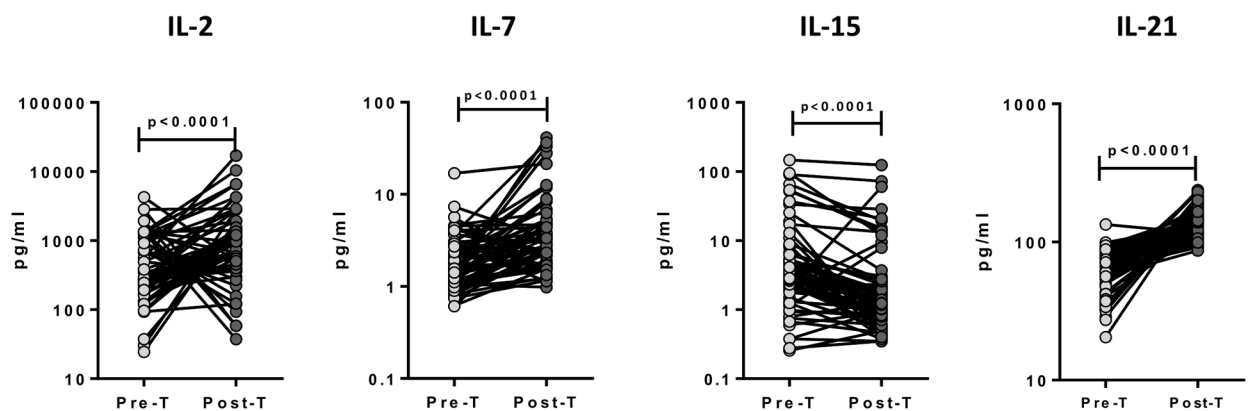 IL-2
IL-7
IL-15
IL-21
100000
10000
1000
100
10
pg/ml
p<0.0001
Pre-T Post-T
100
10
1
0.1
pg/ml
p<0.0001
Pre-T Post-T
1000
100
10
1
0.1
pg/ml
p<0.0001
Pre-T Post-T
1000
100
10
pg/ml
p<0.0001
Pre-T Post-T